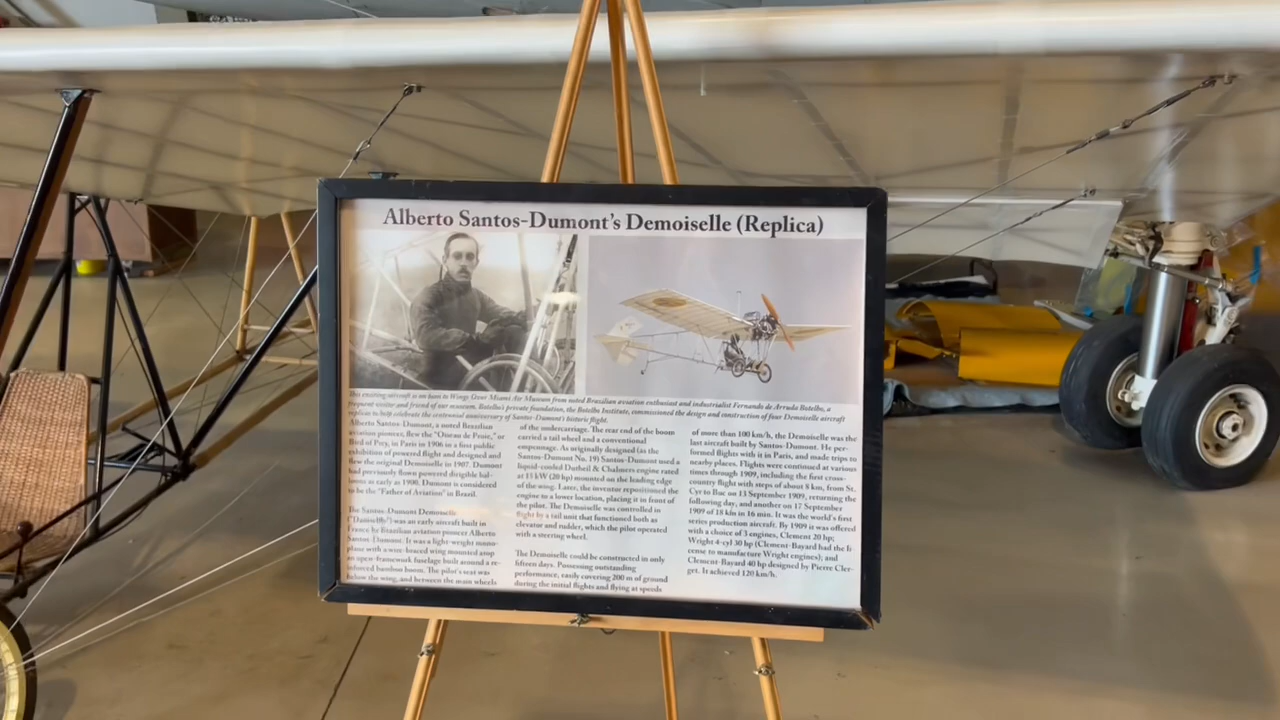 Alberto Santos-Dumont's Demoiselle (Replica)
This exciting aircraft is on loan to Wings Over Miami Air Museum from noted Brazilian aviation enthusiast and industrialist Fernando de Arruda Botelho, a
frequent visitor and friend of our museum. Botelho's private foundation, the Botelho Institute, commissioned the design and construction of four Demoiselle aircraft
replicas to help celebrate the centennial anniversary of Santos-Dumont's historic flight.
Alberto Santos-Dumont, a noted Brazilian
aviation pioneer, flew the "Oiseau de Proie," or
Bird of Prey, in Paris in 1906 in a first public
exhibition of powered flight and designed and
flew the original Demoiselle in 1907. Dumont
had previously flown powered dirigible bal-
loons as early as 1900. Dumont is considered
to be the "Father of Aviation" in Brazil.
The Santos-Dumont Demoiselle
("Damselfly") was an early aircraft built in
France by Brazilian aviation pioneer Alberto
Santos-Dumont. It was a light-weight mono-
plane with a wire-braced wing mounted atop
an open-framework fuselage built around a re-
inforced bamboo boom. The pilot's seat was
below the wing, and between the main wheels
of the undercarriage. The rear end of the boom
carried a tail wheel and a conventional
empennage. As originally designed (as the
Santos-Dumont No. 19) Santos-Dumont used a
liquid-cooled Dutheil & Chalmers engine rated
at 15 kW (20 hp) mounted on the leading edge
of the wing. Later, the inventor repositioned the
engine to a lower location, placing it in front of
the pilot. The Demoiselle was controlled in
flight by a tail unit that functioned both as
elevator and rudder, which the pilot operated
with a steering wheel.
The Demoiselle could be constructed in only
fifteen days. Possessing outstanding
performance, easily covering 200 m of ground
during the initial flights and flying at speeds
of more than 100 km/h, the Demoiselle was the
last aircraft built by Santos-Dumont. He per-
formed flights with it in Paris, and made trips to
nearby places. Flights were continued at various
times through 1909, including the first cross-
country flight with steps of about 8 km, from St.
Cyr to Buc on 13 September 1909, returning the
following day, and another on 17 September
1909 of 18 km in 16 min. It was the world's first
series production aircraft. By 1909 it was offered
with a choice of 3 engines, Clement 20 hp;
Wright 4-cyl 30 hp (Clement-Bayard had the li-
cense to manufacture Wright engines); and
Clement-Bayard 40 hp designed by Pierre Cler-
get. It achieved 120 km/h.